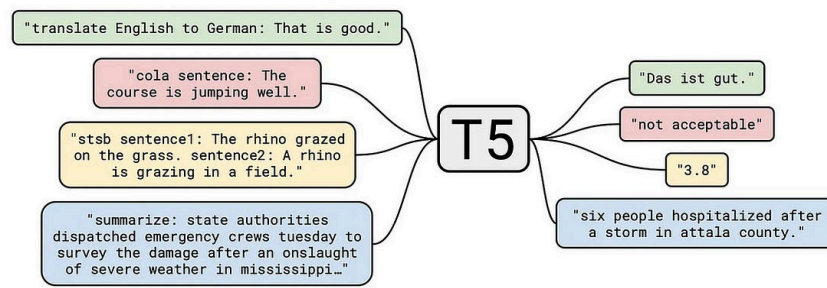 "translate English to German: That is good."
"cola sentence: The
course is jumping well."
"stsb sentence1: The rhino grazed
on the grass. sentence2: A rhino
is grazing in a field."
"summarize: state authorities
dispatched emergency crews tuesday to
survey the damage after an onslaught
of severe weather in mississippi…"
T5
"Das ist gut."
"not acceptable"
"3.8"
"six people hospitalized after
a storm in attala county."